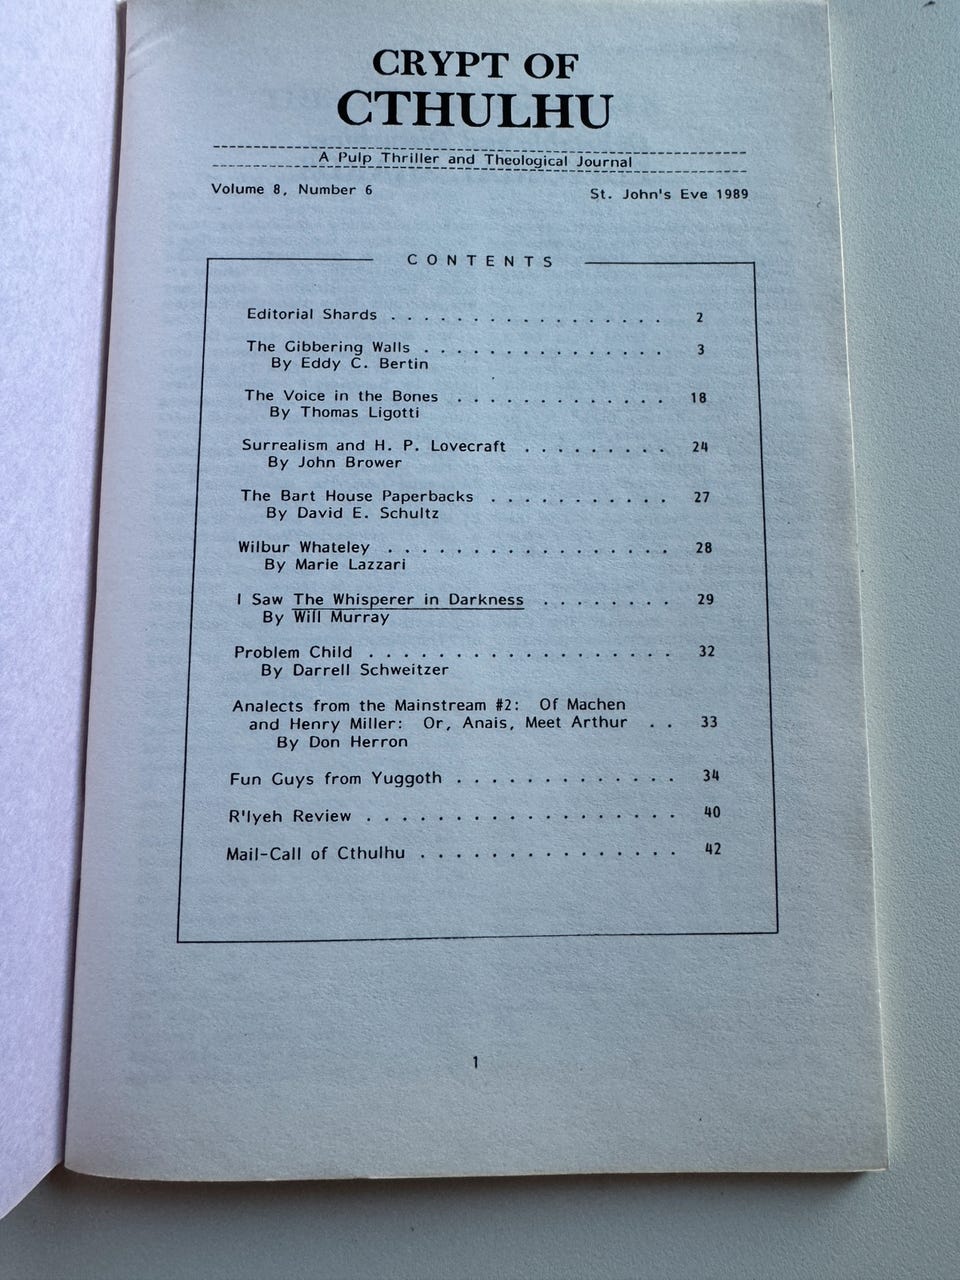 CRYPT OF
CTHULHU
A Pulp Thriller and Theological Journal
Volume 8, Number 6 St. John's Eve 1989
CONTENTS
Editorial Shards . . . . . . . . . . . . . . . . . 2
The Gibbering Walls . . . . . . . . . . . . . . . 3
By Eddy C. Bertin
The Voice in the Bones . . . . . . . . . . . . . 18
By Thomas Ligotti
Surrealism and H. P. Lovecraft . . . . . . . . . 24
By John Brower
The Bart House Paperbacks . . . . . . . . . . . 27
By David E. Schultz
Wilbur Whateley . . . . . . . . . . . . . . . . 28
By Marie Lazzari
I Saw The Whisperer in Darkness . . . . . . . . 29
By Will Murray
Problem Child . . . . . . . . . . . . . . . . . 32
By Darrell Schweitzer
Analects from the Mainstream #2: Of Machen
and Henry Miller: Or, Anais, Meet Arthur . . 33
By Don Herron
Fun Guys from Yuggoth . . . . . . . . . . . . . 34
R'lyeh Review . . . . . . . . . . . . . . . . . 40
Mail-Call of Cthulhu . . . . . . . . . . . . . . 42
1